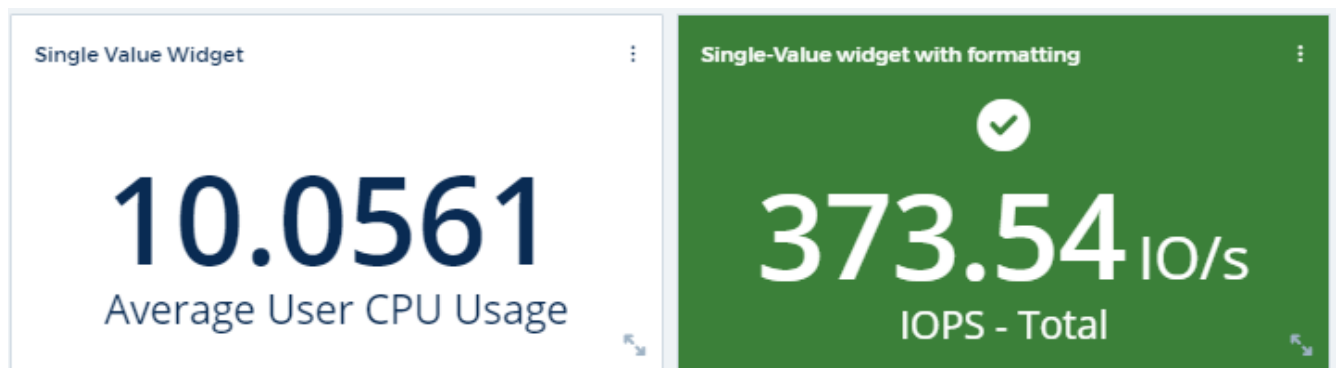 Single Value Widget
10.0561
Average User CPU Usage
Single-Value widget with formatting
373.54 IO/s
IOPS - Total